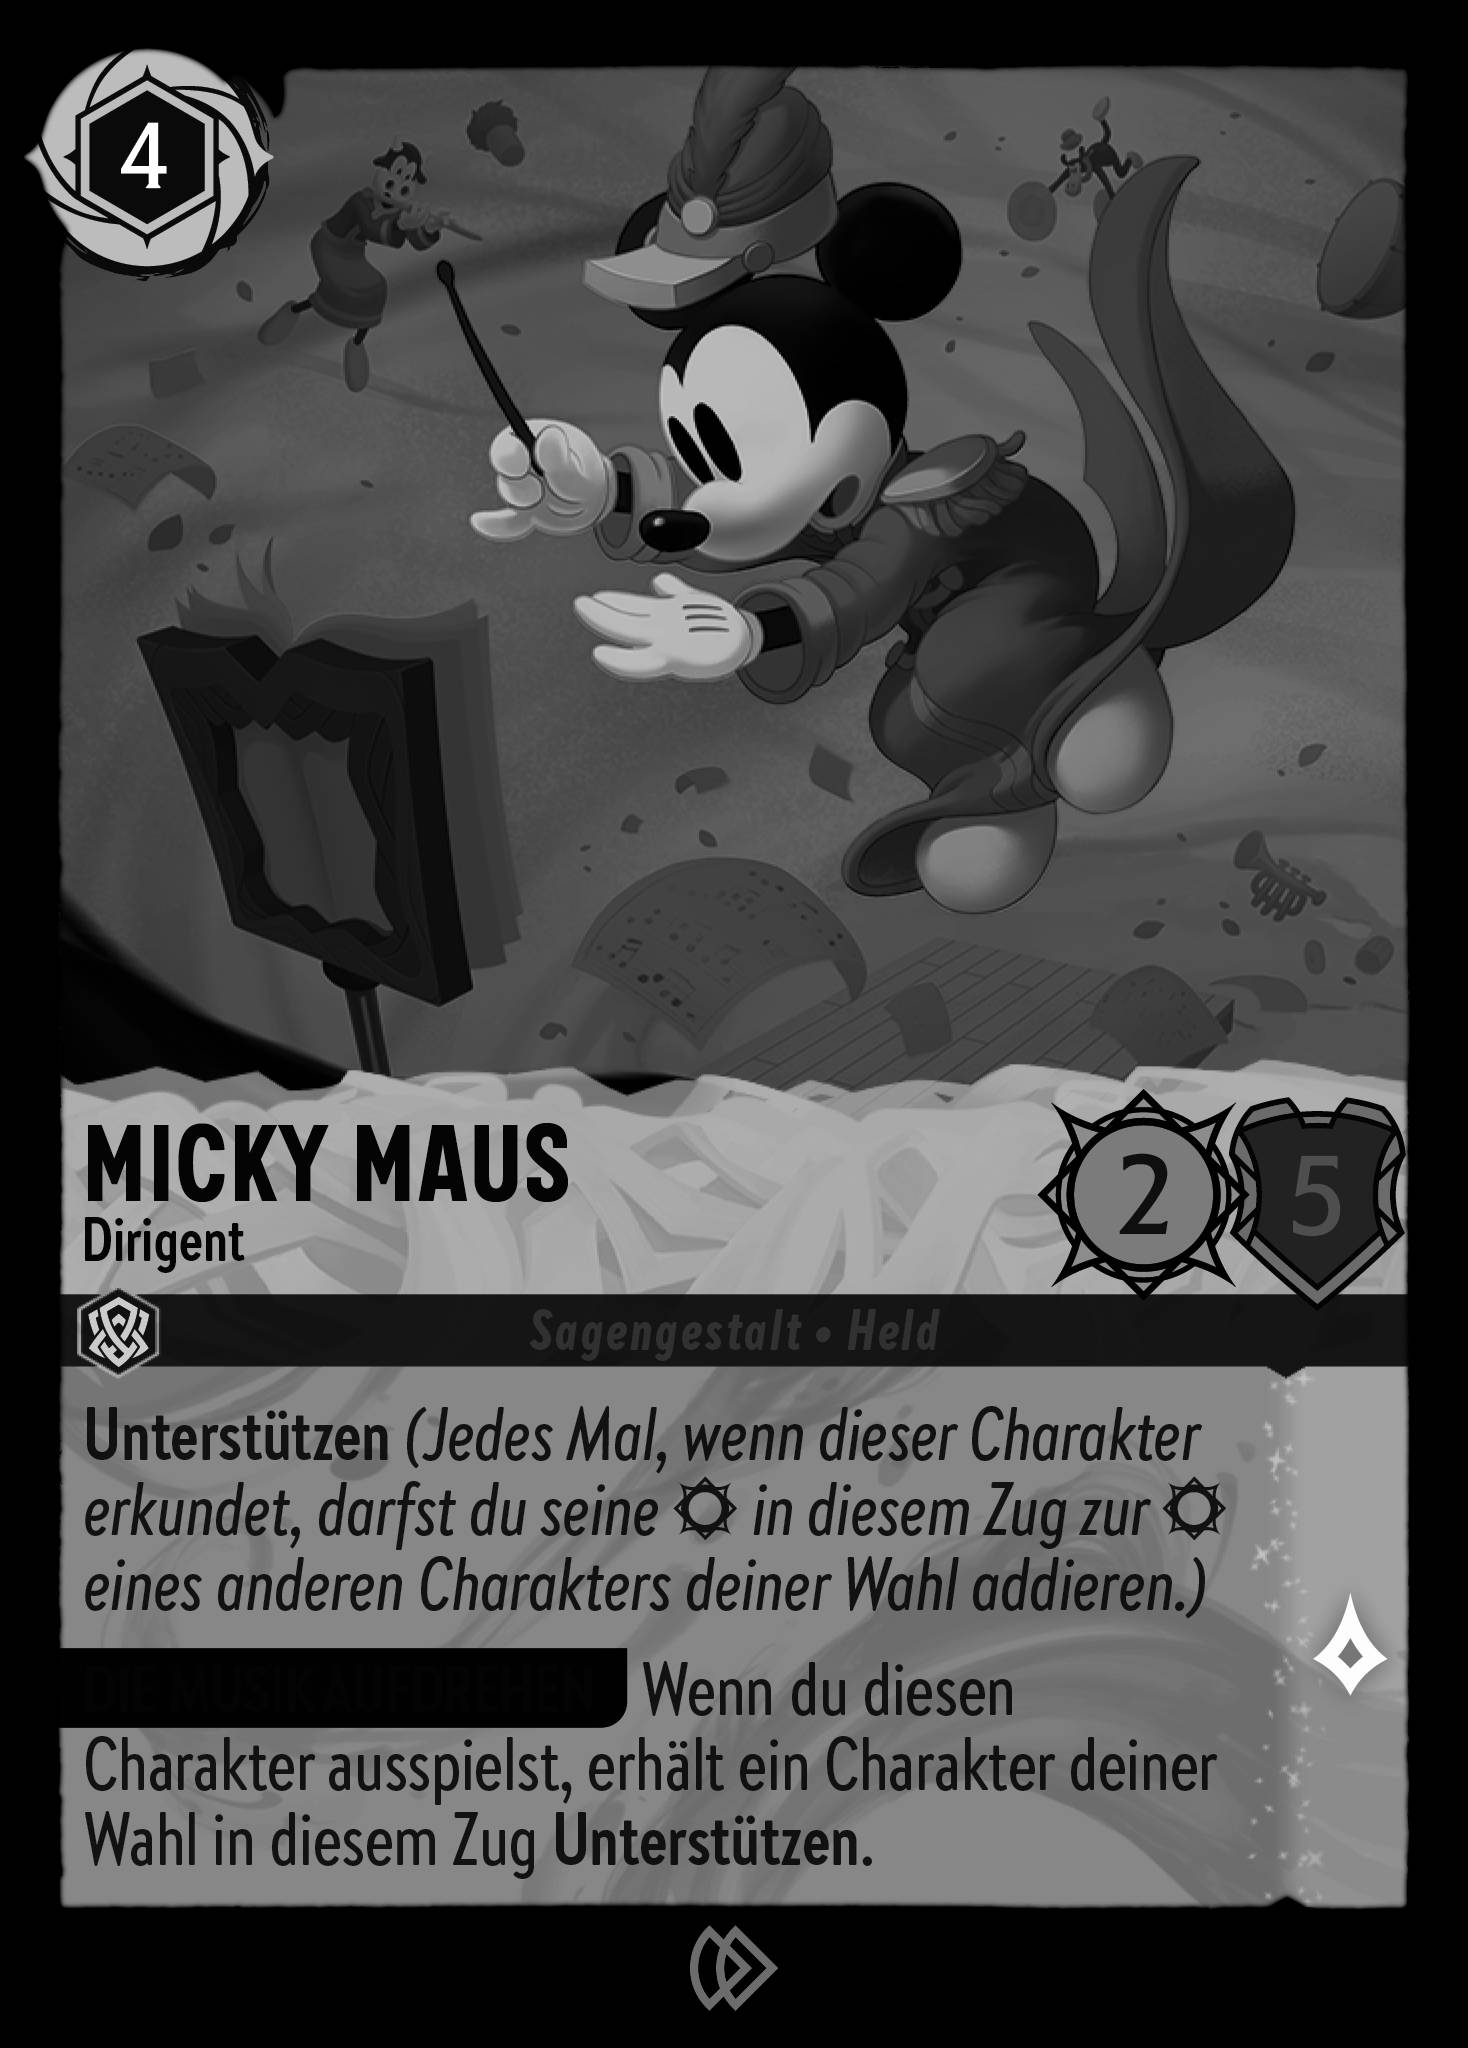 4
MICKY MAUS
Dirigent
2
5
Sagengestalt • Held
Unterstützen (Jedes Mal, wenn dieser Charakter
erkundet, darfst du seine in diesem Zug zur
eines anderen Charakters deiner Wahl addieren.)
DIE MUSIK AUFDREHEN Wenn du diesen
Charakter ausspielst, erhält ein Charakter deiner
Wahl in diesem Zug Unterstützen.